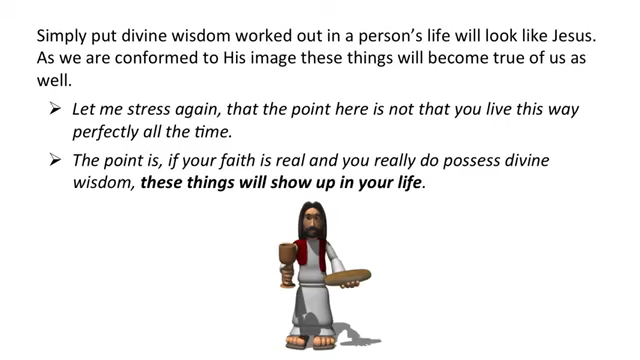 Simply put divine wisdom worked out in a person's life will look like Jesus.
As we are conformed to His image these things will become true of us as
well.
➢ Let me stress again, that the point here is not that you live this way
perfectly all the time.
➢ The point is, if your faith is real and you really do possess divine
wisdom, these things will show up in your life.